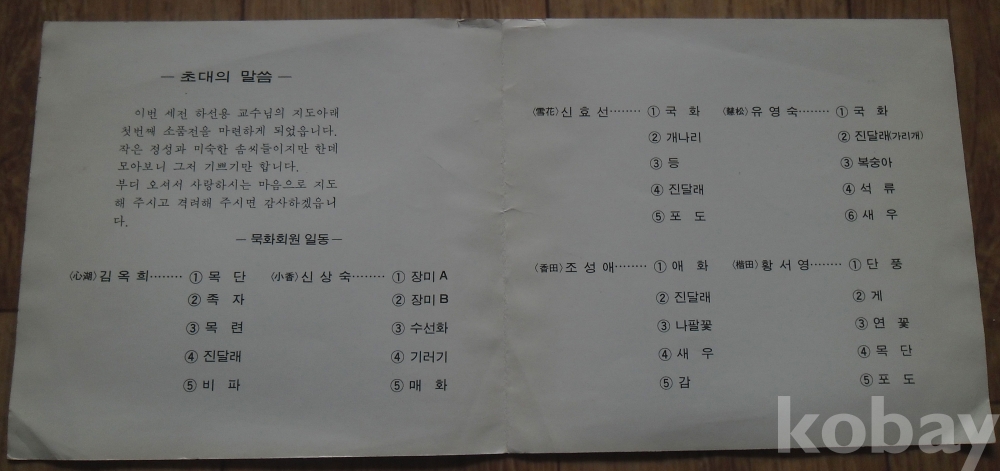 — 초대의 말씀 —
이번 세전 하선용 교수님의 지도아래
첫번째 소품전을 마련하게 되었읍니다.
작은 정성과 미숙한 솜씨들이지만 한데
모아보니 그저 기쁘기만 합니다.
부디 오셔서 사랑하시는 마음으로 지도
해 주시고 격려해 주시면 감사하겠읍니
다.
— 묵화회원 일동 —
(心湖) 김 옥 희 ········ ① 목 단
② 족 자
③ 목 련
④ 진달래
⑤ 비 파
(小香) 신 상 숙 ········ ① 장미 A
② 장미 B
③ 수선화
④ 기러기
⑤ 매 화
(雪花) 신 효 선 ········ ① 국 화
② 개나리
③ 등
④ 진달래
⑤ 포 도
(慧松) 유 영 숙 ········ ① 국 화
② 진달래(가리개)
③ 복숭아
④ 석 류
⑥ 새 우
(香田) 조 성 애 ········ ① 애 화
② 진달래
③ 나팔꽃
④ 새 우
⑤ 감
(楷田) 황 서 영 ········ ① 단 풍
② 게
③ 연 꽃
④ 목 단
⑤ 포 도
kobay